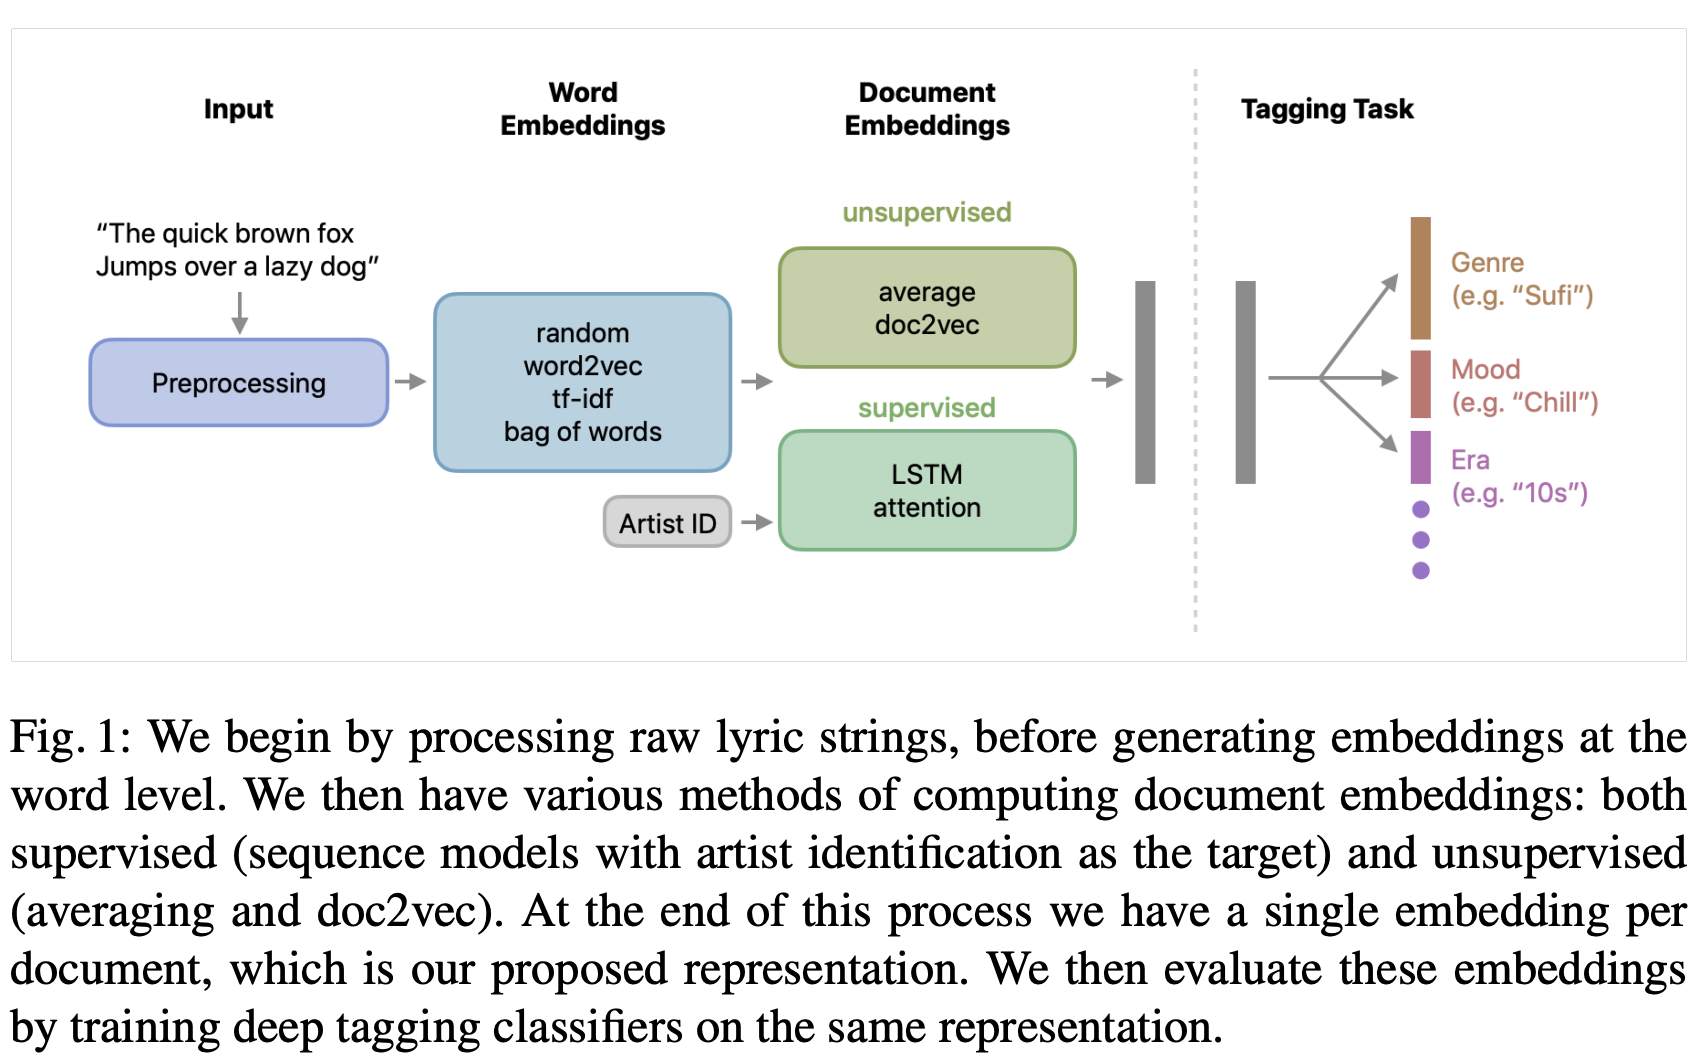 Input
Word
Embeddings
Document
Embeddings
Tagging Task
“The quick brown fox
Jumps over a lazy dog”
Preprocessing
random
word2vec
tf-idf
bag of words
Artist ID
unsupervised
average
doc2vec
supervised
LSTM
attention
Genre
(e.g. “Sufi”)
Mood
(e.g. “Chill”)
Era
(e.g. “10s”)
Fig. 1: We begin by processing raw lyric strings, before generating embeddings at the
word level. We then have various methods of computing document embeddings: both
supervised (sequence models with artist identification as the target) and unsupervised
(averaging and doc2vec). At the end of this process we have a single embedding per
document, which is our proposed representation. We then evaluate these embeddings
by training deep tagging classifiers on the same representation.